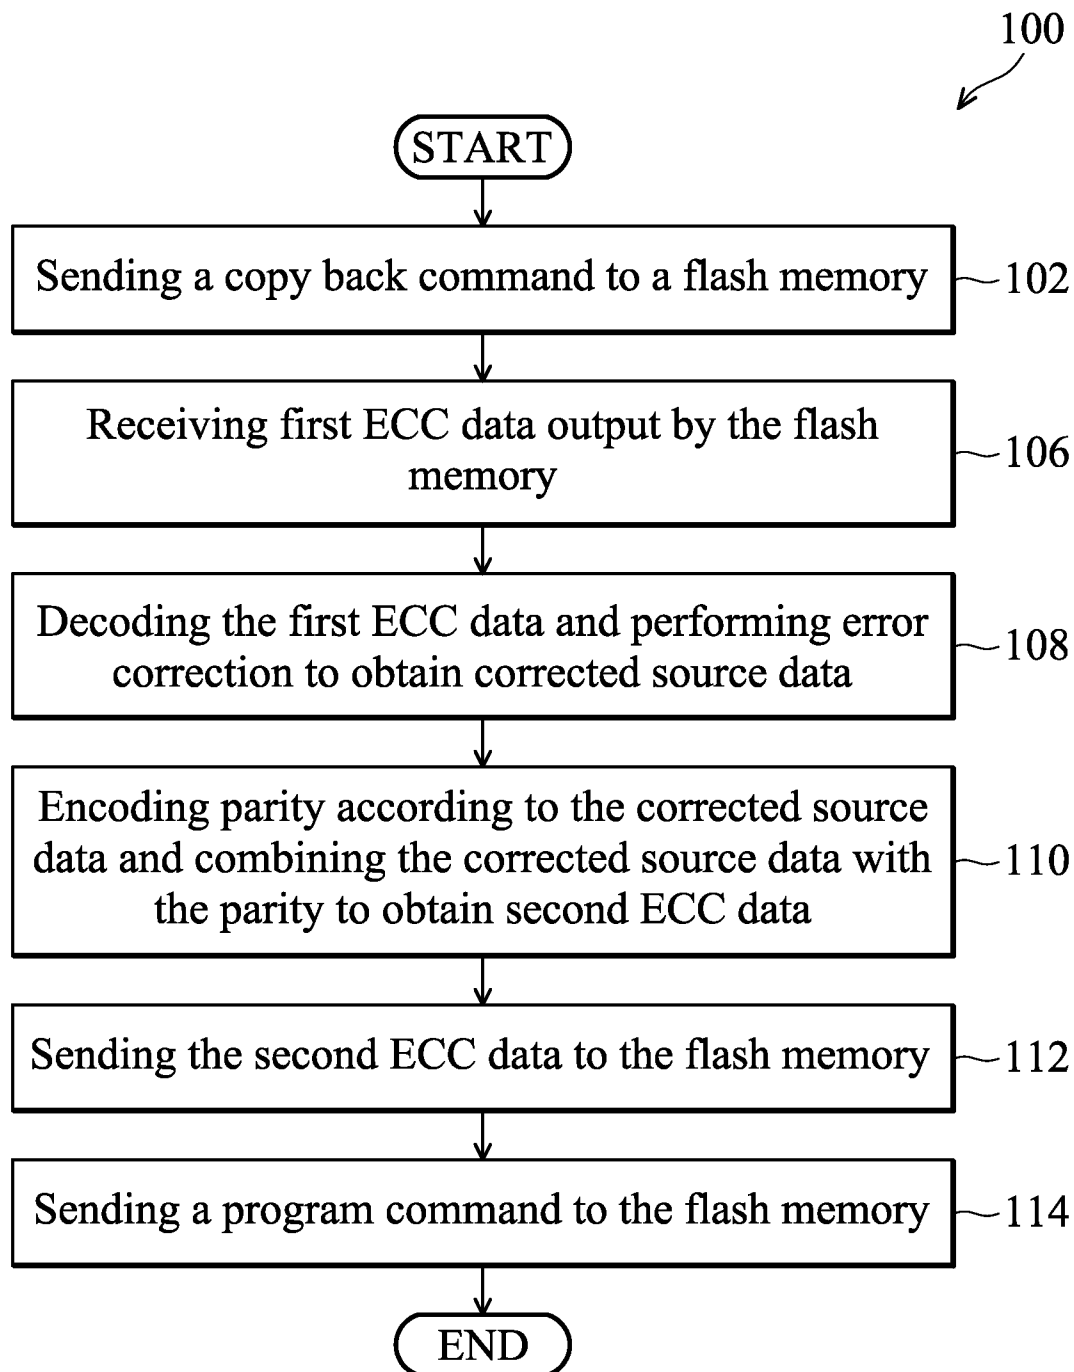 100
START
Sending a copy back command to a flash memory
102
Receiving first ECC data output by the flash
memory
106
Decoding the first ECC data and performing error
correction to obtain corrected source data
108
Encoding parity according to the corrected source
data and combining the corrected source data with
the parity to obtain second ECC data
110
Sending the second ECC data to the flash memory
112
Sending a program command to the flash memory
114
END